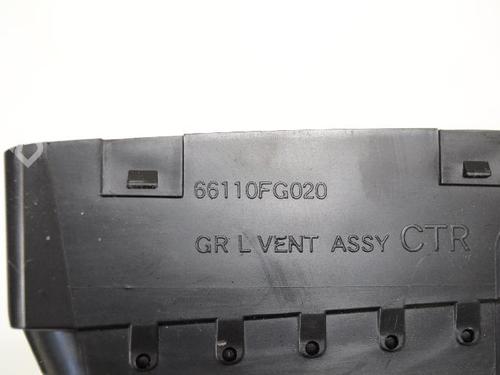 66110FG020
GR L VENT ASSY CTR